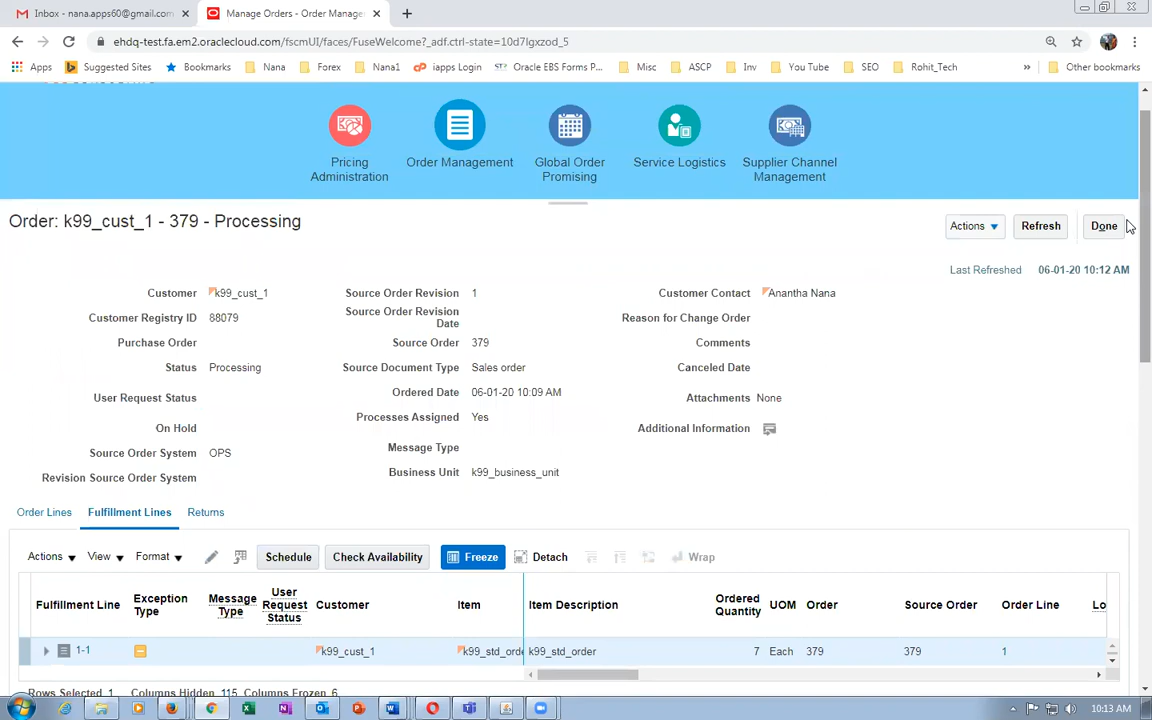 Inbox - nana.apps60@gmail.com
Manage Orders - Order Manage
ehdq-test.fa.em2.oraclecloud.com/fscmUI/faces/FuseWelcome?_adf.ctrl-state=10d7lgxzod_5
Apps Suggested Sites Bookmarks Nana Forex Nana1 iapps Login Oracle EBS Forms P... Misc ASCP Inv You Tube SEO Rohit_Tech » Other bookmarks
Pricing Administration
Order Management
Global Order Promising
Service Logistics
Supplier Channel Management
Order: k99_cust_1 - 379 - Processing
Actions Refresh Done
Last Refreshed 06-01-20 10:12 AM
Customer k99_cust_1
Customer Registry ID 88079
Purchase Order
Status Processing
User Request Status
On Hold
Source Order System OPS
Revision Source Order System
Source Order Revision 1
Source Order Revision Date
Source Order 379
Source Document Type Sales order
Ordered Date 06-01-20 10:09 AM
Processes Assigned Yes
Message Type
Business Unit k99_business_unit
Customer Contact Anantha Nana
Reason for Change Order
Comments
Canceled Date
Attachments None
Additional Information
Order Lines Fulfillment Lines Returns
Actions View Format Schedule Check Availability Freeze Detach Wrap
Fulfillment Line Exception Type Message Type User Request Status Customer Item Item Description Ordered Quantity UOM Order Source Order Order Line Lo
1-1 k99_cust_1 k99_std_orde k99_std_order 7 Each 379 379 1
Rows Selected 1 Columns Hidden 115 Columns Frozen 6
10:13 AM